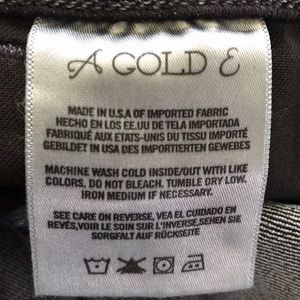 A GOLD E
MADE IN U.S.A OF IMPORTED FABRIC
HECHO EN LOS EE.UU DE TELA IMPORTADA
FABRIQUÉ AUX ETATS-UNIS DU TISSU IMPORTÉ
GEBILDET IN USA DES IMPORTIERTEN GEWEBES
MACHINE WASH COLD INSIDE/OUT WITH LIKE
COLORS. DO NOT BLEACH. TUMBLE DRY LOW.
IRON MEDIUM IF NECESSARY.
SEE CARE ON REVERSE, VEA EL CUIDADO EN
REVÉS,VOIR LE SOIN SUR L'INVERSE,SEHEN SIE
SORGFALT AUF RÜCKSEITE